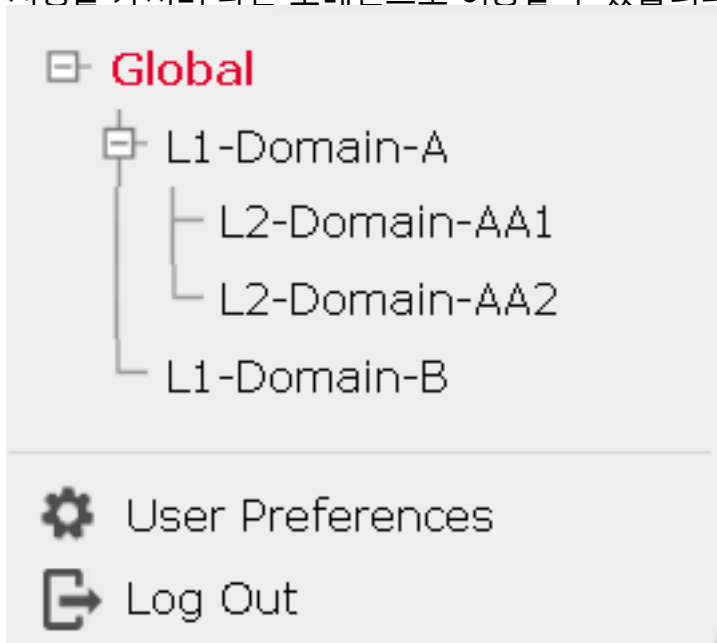 Global
L1-Domain-A
L2-Domain-AA1
L2-Domain-AA2
L1-Domain-B
User Preferences
Log Out